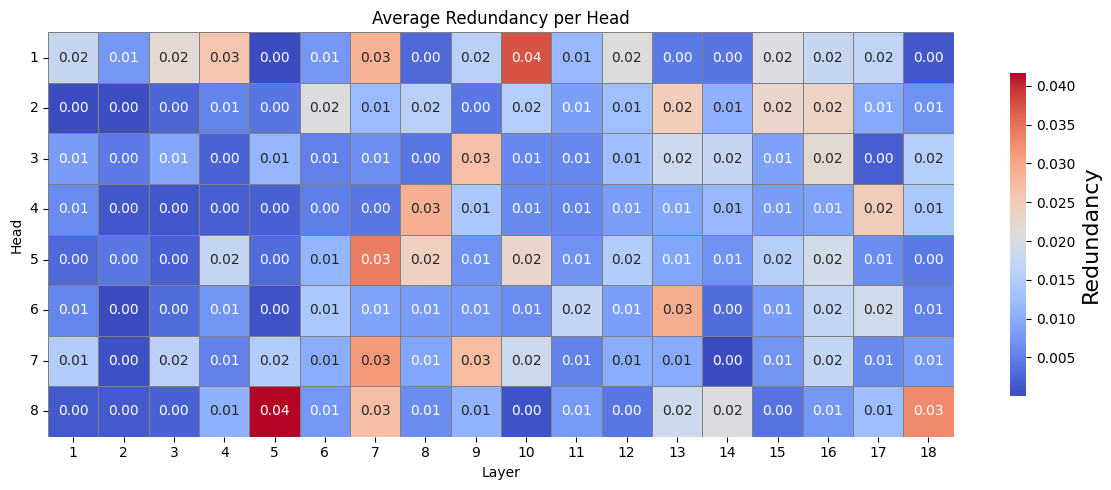 Average Redundancy per Head
1 0.02 0.01 0.02 0.03 0.00 0.01 0.03 0.00 0.02 0.04 0.01 0.02 0.00 0.00 0.02 0.02 0.02 0.00
2 0.00 0.00 0.00 0.01 0.00 0.02 0.01 0.02 0.00 0.02 0.01 0.01 0.02 0.01 0.02 0.02 0.01 0.01
3 0.01 0.00 0.01 0.00 0.01 0.01 0.01 0.00 0.03 0.01 0.01 0.01 0.02 0.02 0.01 0.02 0.00 0.02
4 0.01 0.00 0.00 0.00 0.00 0.00 0.00 0.03 0.01 0.01 0.01 0.01 0.01 0.01 0.01 0.01 0.02 0.01
5 0.00 0.00 0.00 0.02 0.00 0.01 0.03 0.02 0.01 0.02 0.01 0.02 0.01 0.01 0.02 0.02 0.01 0.00
6 0.01 0.00 0.00 0.01 0.00 0.01 0.01 0.01 0.01 0.01 0.02 0.01 0.03 0.00 0.01 0.02 0.02 0.01
7 0.01 0.00 0.02 0.01 0.02 0.01 0.03 0.01 0.03 0.02 0.01 0.01 0.01 0.00 0.01 0.02 0.01 0.01
8 0.00 0.00 0.00 0.01 0.04 0.01 0.03 0.01 0.01 0.00 0.01 0.00 0.02 0.02 0.00 0.01 0.01 0.03
1 2 3 4 5 6 7 8 9 10 11 12 13 14 15 16 17 18
Layer
Head
0.040
0.035
0.030
0.025
0.020
0.015
0.010
0.005
Redundancy